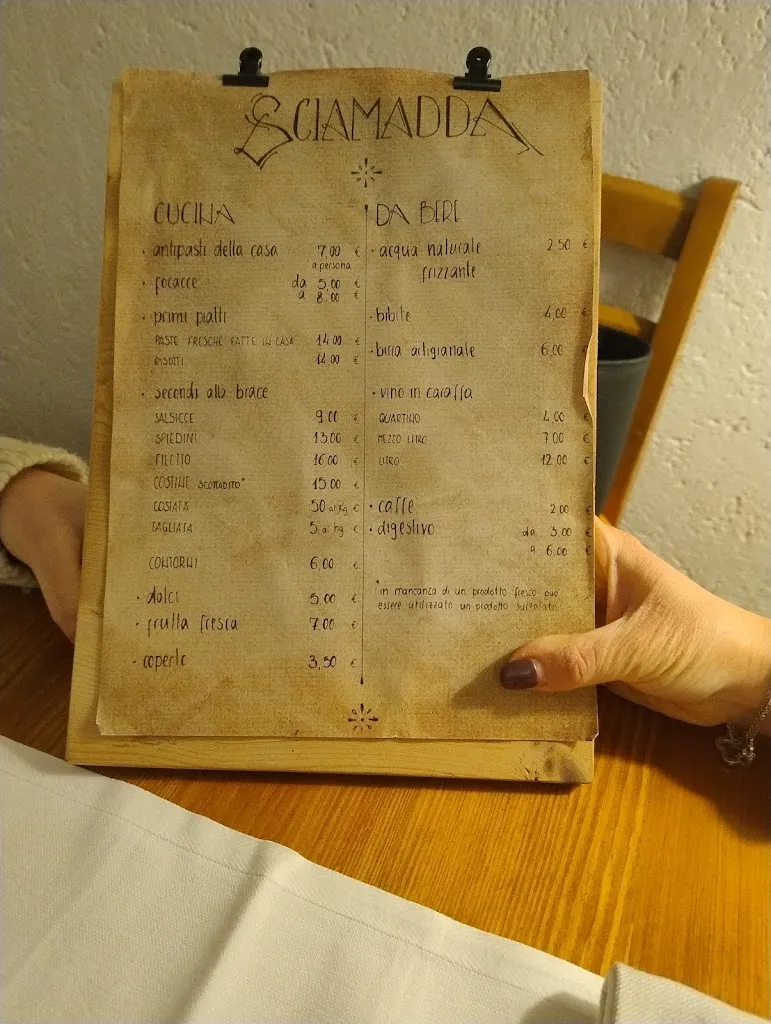 SCIAMADDA
CUCINA
• antipasti della casa 7.00 €
a persona
• focacce da 5,00 €
a 8,00 €
• primi piatti
PASTE FRESCHE FATTE IN CASA 14.00 €
RISOTTI 14.00 €
• secondi alla brace
SALSICCE 9.00 €
SPIEDINI 13.00 €
FILETTO 16.00 €
COSTINE SCOTTADITO* 15.00 €
COSTATA 50 al kg €
TAGLIATA 5 al hg €
CONTORNI 6,00 €
• dolci 5.00 €
• frutta fresca 7.00 €
• coperto 3,50 €
DA BERE
• acqua naturale 2.50 €
frizzante
• bibite 4,00 €
• birra artigianale 6,00 €
• vino in caraffa
QUARTINO 4,00 €
MEZZO LITRO 7.00 €
LITRO 12,00 €
• caffe 2.00 €
• digestivo da 3,00 €
a 6,00 €
*in mancanza di un prodotto fresco può
essere utilizzato un prodotto surgelato